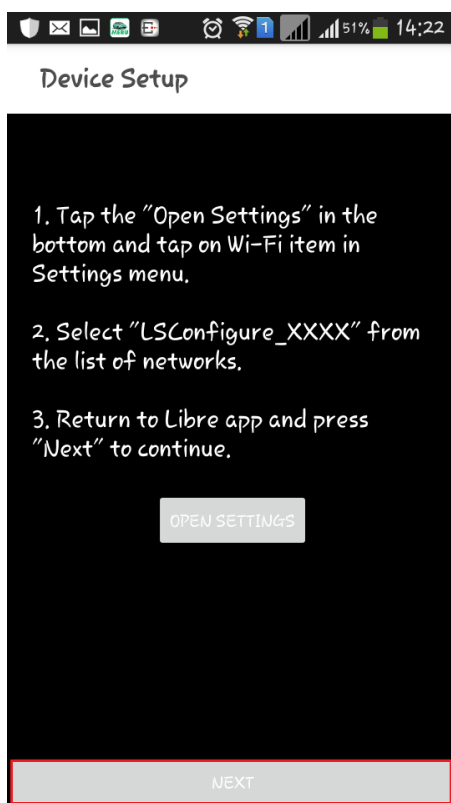 1 51% 14:22
Device Setup
1. Tap the "Open Settings" in the
bottom and tap on Wi-Fi item in
Settings menu.
2. Select "LSConfigure_XXXX" from
the list of networks.
3. Return to Libre app and press
"Next" to continue.
OPEN SETTINGS
NEXT